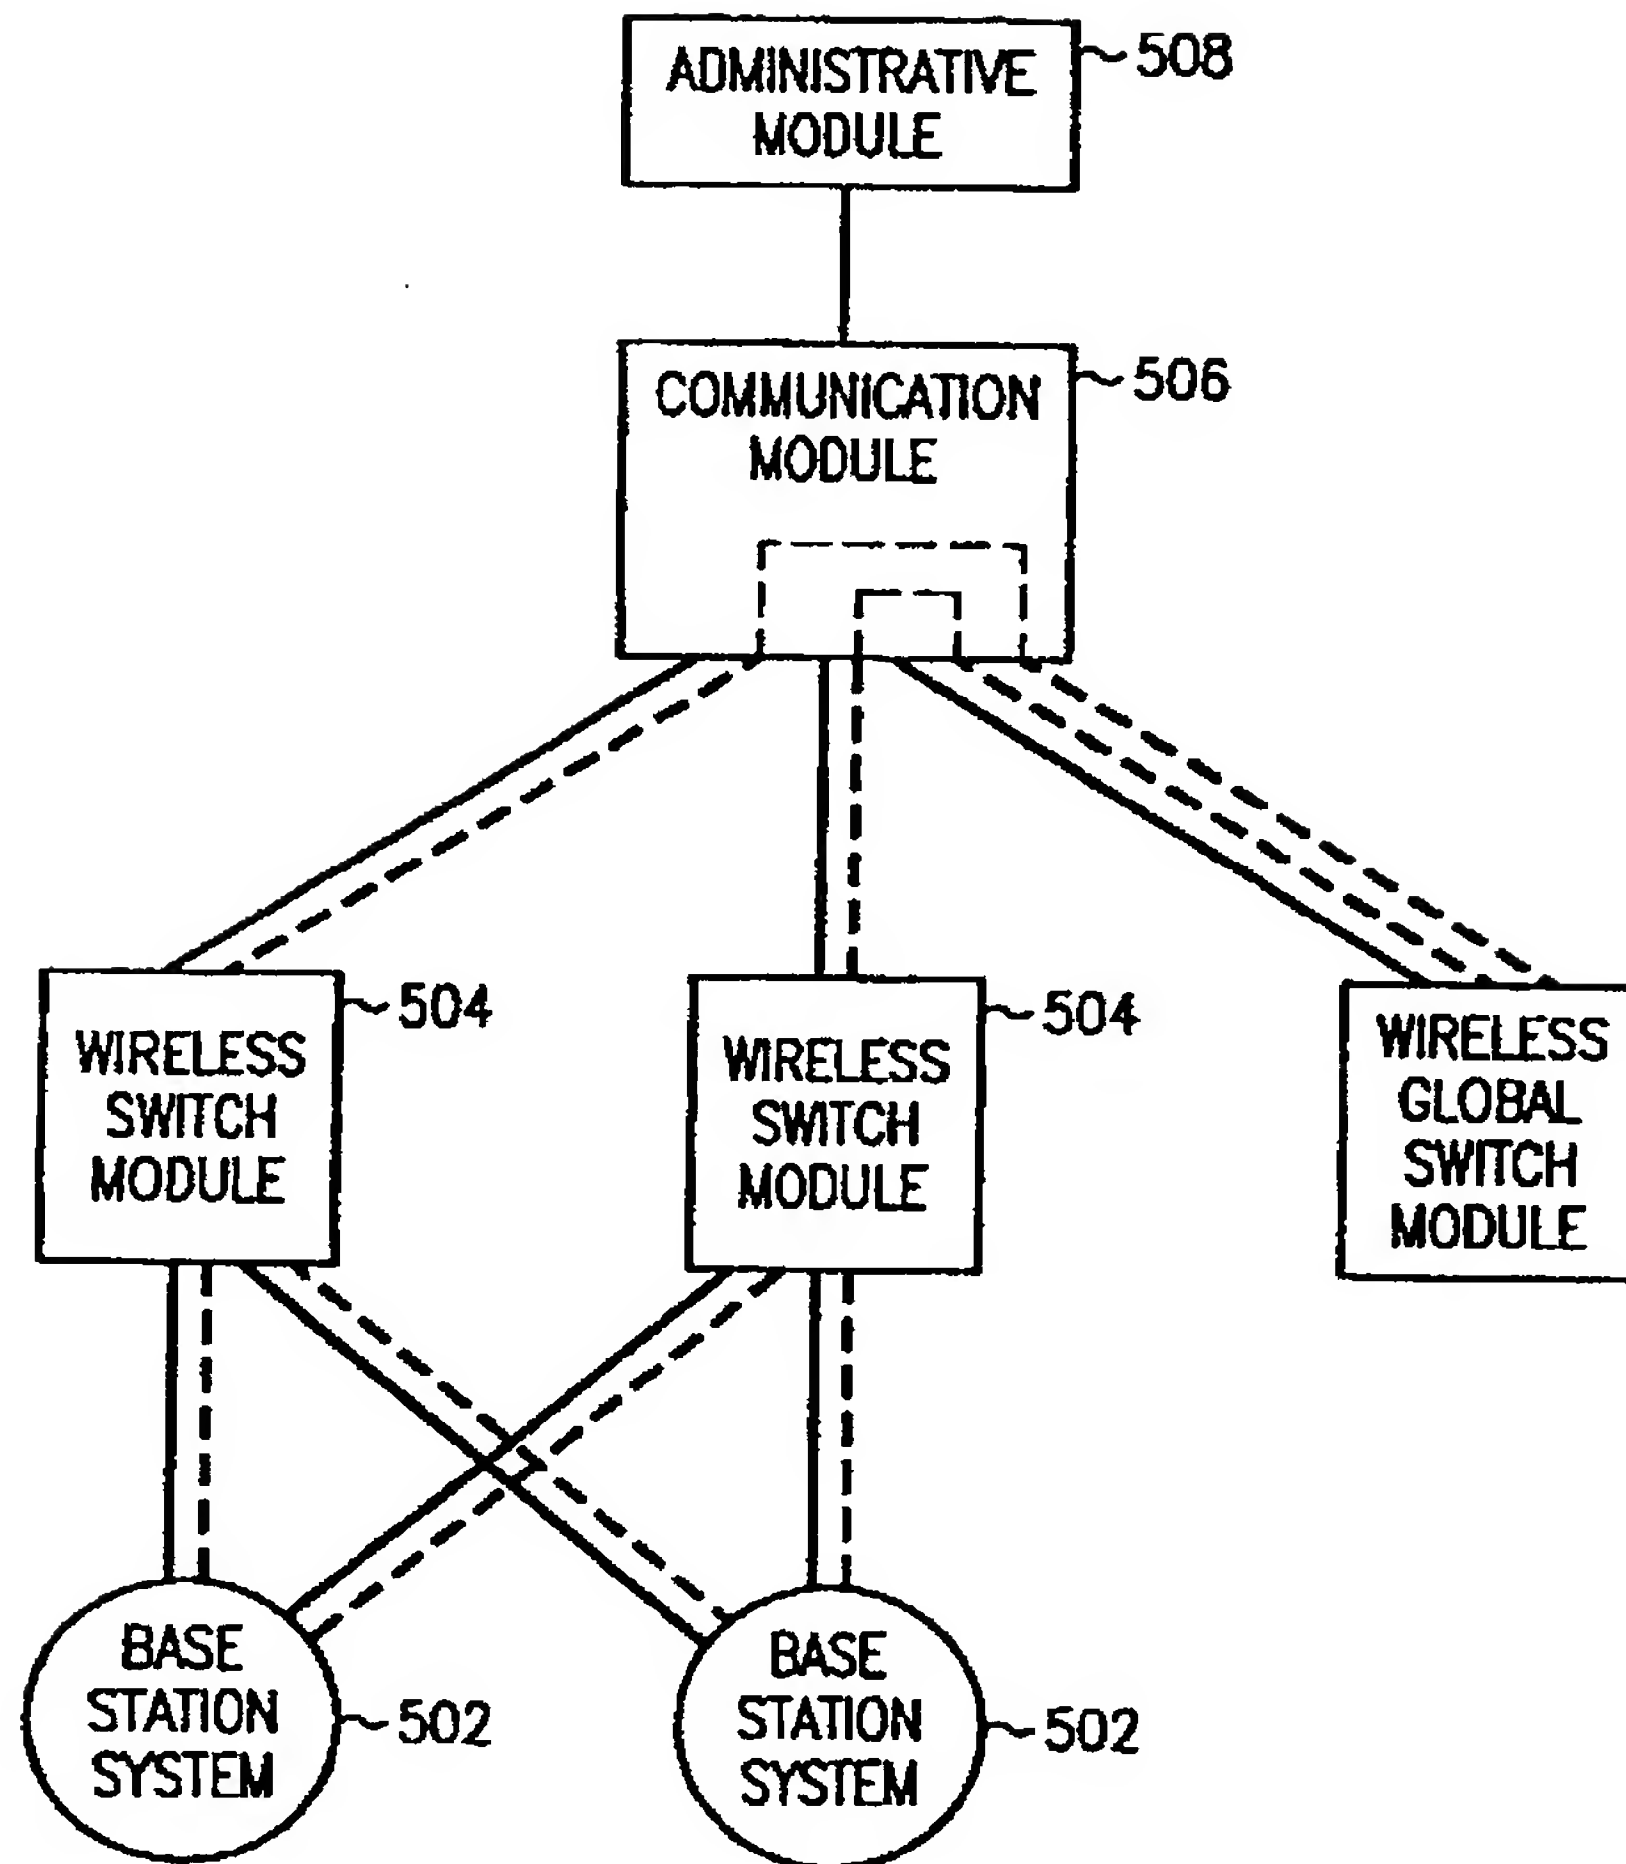 ADMINISTRATIVE
MODULE
508
COMMUNICATION
MODULE
506
WIRELESS
SWITCH
MODULE
504
WIRELESS
SWITCH
MODULE
504
WIRELESS
GLOBAL
SWITCH
MODULE
BASE
STATION
SYSTEM
502
BASE
STATION
SYSTEM
502